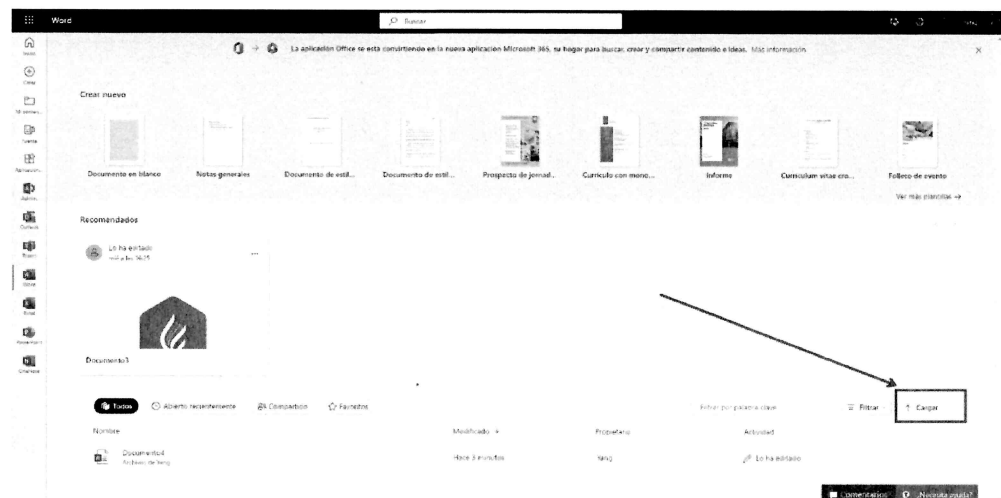 Word
Buscar
La aplicación Office se está convirtiendo en la nueva aplicación Microsoft 365, su hogar para buscar, crear y compartir contenido e ideas. Más información
Inicio
Crear
Crear nuevo
Documento en blanco
Notas generales
Documento de estil...
Documento de estil...
Prospecto de jornad...
Currículo con mono...
Informe
Curriculum vitae cro...
Folleto de evento
Ver más plantillas →
Recomendados
Lo ha editado
Documento3
Todos
Abierto recientemente
Compartido
Favoritos
Filtrar por palabra clave
Filtrar
Cargar
Nombre
Modificado
Propietario
Actividad
Documento4
Hace 3 minutos
Lo ha editado
Comentarios
¿Necesita ayuda?